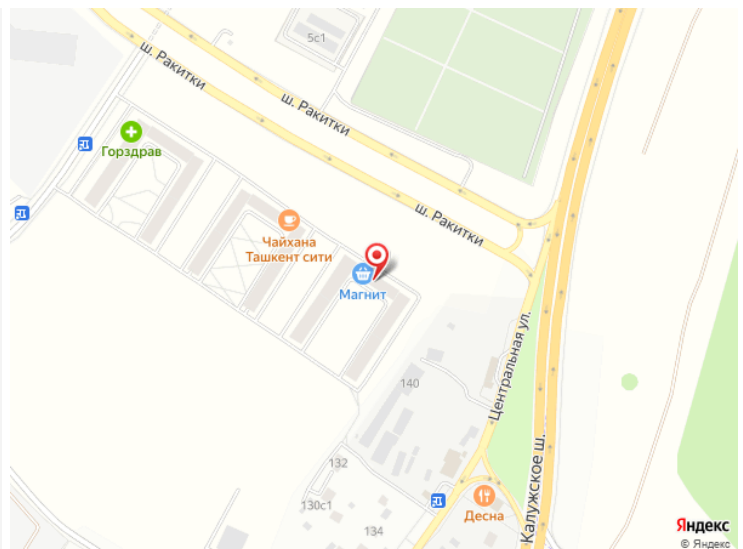 5с1
ш. Ракитки
ш. Ракитки
Горздрав
ш. Ракитки
Чайхана
Ташкент сити
Магнит
Центральная ул.
140
Калужское ш.
132
130с1
134
Десна
Яндекс
© Яндекс